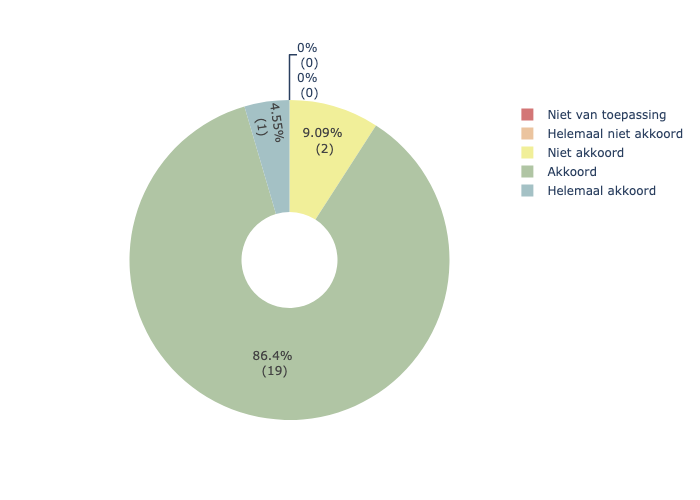 0%
(0)
0%
(0)
4.55%
(1)
9.09%
(2)
86.4%
(19)
Niet van toepassing
Helemaal niet akkoord
Niet akkoord
Akkoord
Helemaal akkoord